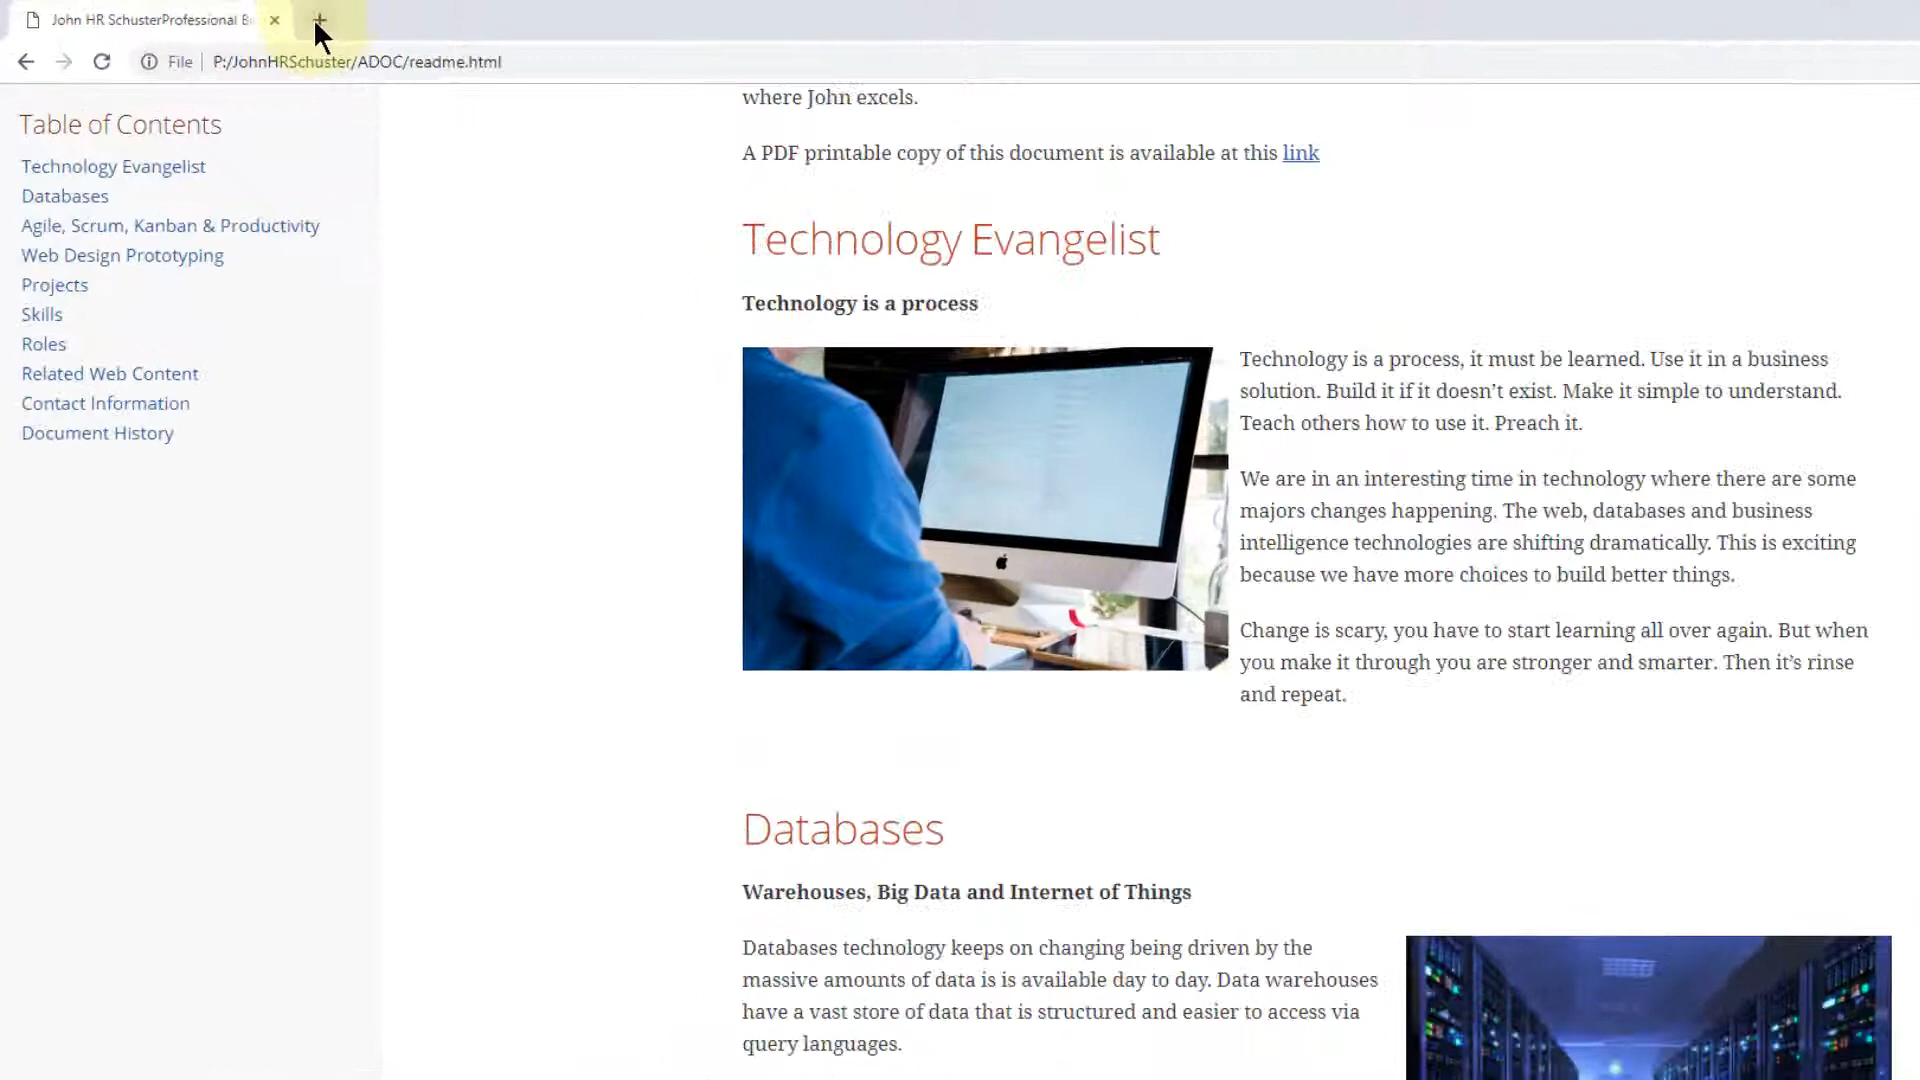 John HR SchusterProfessional
File P:/JohnHRSchuster/ADOC/readme.html
Table of Contents
Technology Evangelist
Databases
Agile, Scrum, Kanban & Productivity
Web Design Prototyping
Projects
Skills
Roles
Related Web Content
Contact Information
Document History
where John excels.
A PDF printable copy of this document is available at this link
Technology Evangelist
Technology is a process
Technology is a process, it must be learned. Use it in a business
solution. Build it if it doesn’t exist. Make it simple to understand.
Teach others how to use it. Preach it.
We are in an interesting time in technology where there are some
majors changes happening. The web, databases and business
intelligence technologies are shifting dramatically. This is exciting
because we have more choices to build better things.
Change is scary, you have to start learning all over again. But when
you make it through you are stronger and smarter. Then it’s rinse
and repeat.
Databases
Warehouses, Big Data and Internet of Things
Databases technology keeps on changing being driven by the
massive amounts of data is is available day to day. Data warehouses
have a vast store of data that is structured and easier to access via
query languages.